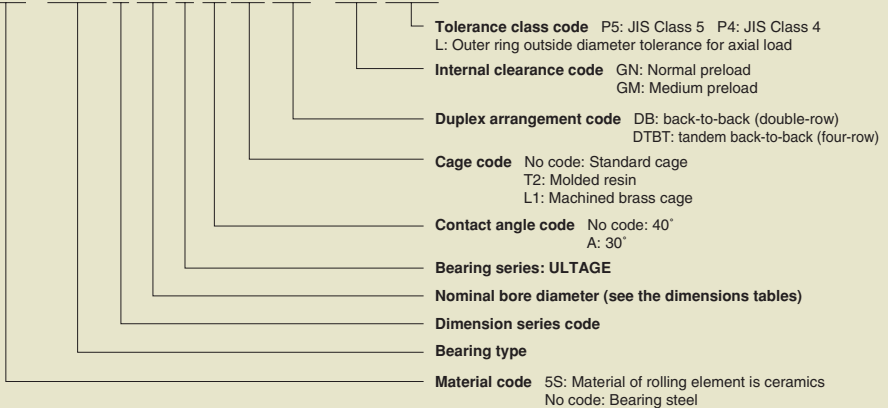 Tolerance class code P5: JIS Class 5 P4: JIS Class 4
L: Outer ring outside diameter tolerance for axial load
Internal clearance code GN: Normal preload
GM: Medium preload
Duplex arrangement code DB: back-to-back (double-row)
DTBT: tandem back-to-back (four-row)
Cage code No code: Standard cage
T2: Molded resin
L1: Machined brass cage
Contact angle code No code: 40˚
A: 30˚
Bearing series: ULTAGE
Nominal bore diameter (see the dimensions tables)
Dimension series code
Bearing type
Material code 5S: Material of rolling element is ceramics
No code: Bearing steel